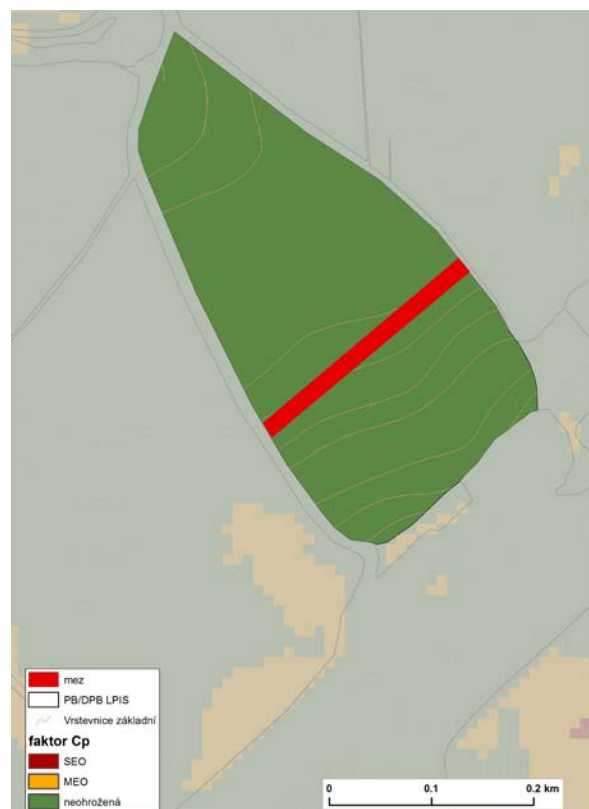 mez
PB/DPB LPIS
Vrstevnice základní
faktor Cp
SEO
MEO
neohrožená
0 0.1 0.2 km